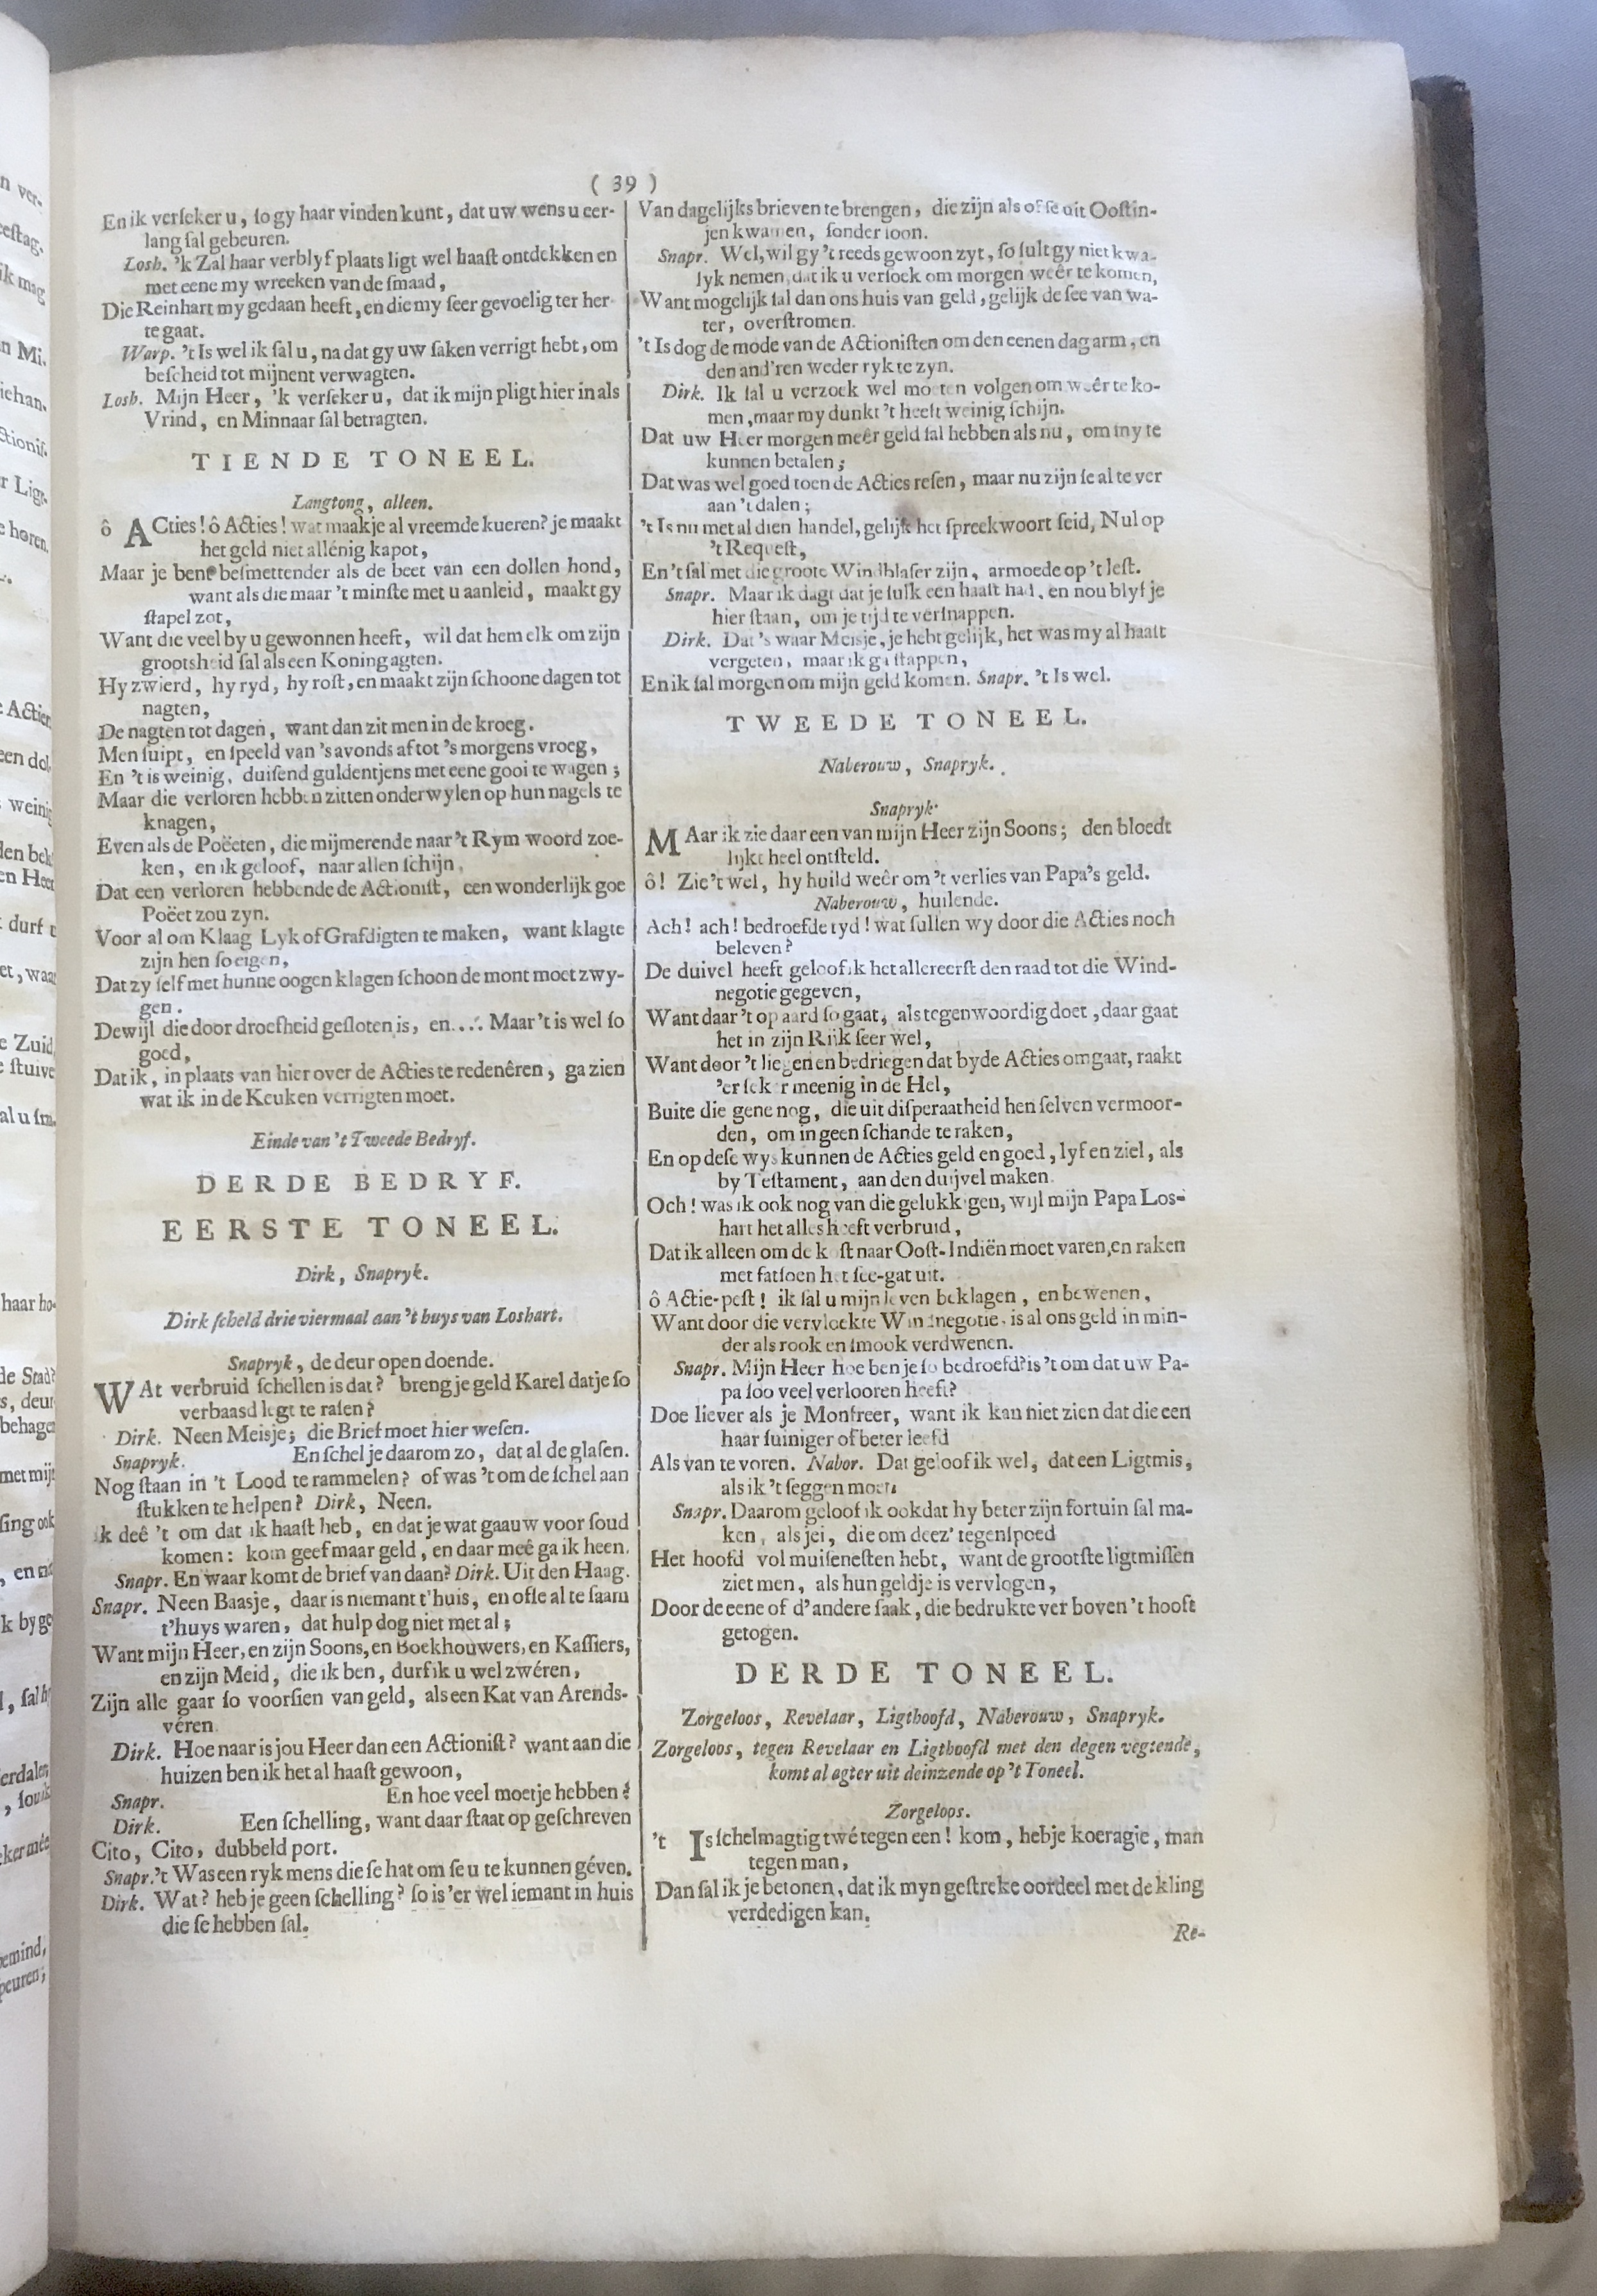 ( 39 )
En ik verſeker u, ſo gy haar vinden kunt, dat uw wens u eer-
lang ſal gebeuren.
Losh. 'k Zal haar verblyf plaats ligt wel haaſt ontdekken en
met eene my wreeken van de ſmaad,
Die Reinhart my gedaan heeft, en die my ſeer gevoelig ter her-
te gaat.
Warp. 't Is wel ik ſal u, na dat gy uw ſaken verrigt hebt, om
beſcheid tot mijnent verwagten.
Losh. Mijn Heer, 'k verſeker u, dat ik mijn pligt hier in als
Vrind, en Minnaar ſal betragten.
TIENDE TONEEL.
Langtong, alleen.
ô ACties! ô Acties! wat maakje al vreemde kueren? je maakt
het geld niet allénig kapot,
Maar je bent beſmettender als de beet van een dollen hond,
want als die maar 't minſte met u aanleid, maakt gy
ſtapel zot,
Want die veel by u gewonnen heeft, wil dat hem elk om zijn
grootsheid ſal als een Koning agten.
Hy zwierd, hy ryd, hy roſt, en maakt zijn ſchoone dagen tot
nagten,
De nagten tot dagen, want dan zit men in de kroeg.
Men ſuipt, en ſpeeld van 's avonds af tot 's morgens vroeg,
En 't is weinig, duiſend guldentjens met eene gooi te wagen;
Maar die verloren hebben zitten onderwylen op hun nagels te
knagen,
Even als de Poëeten, die mijmerende naar 't Rym woord zoe-
ken, en ik geloof, naar allen ſchijn,
Dat een verloren hebbende de Actioniſt, een wonderlijk goe
Poëet zou zyn.
Voor al om Klaag Lyk of Grafdigten te maken, want klagte
zijn hen ſo eigen,
Dat zy ſelf met hunne oogen klagen ſchoon de mont moet zwy-
gen.
Dewijl die door droefheid geſloten is, en.... Maar 't is wel ſo
goed,
Dat ik, in plaats van hier over de Acties te redenêren, ga zien
wat ik in de Keuken verrigten moet.
Einde van 't Tweede Bedryf.
DERDE BEDRYF.
EERSTE TONEEL.
Dirk, Snapryk.
Dirk ſcheld drie viermaal aan 't huys van Loshart.
Snapryk, de deur open doende.
WAt verbruid ſchellen is dat? breng je geld Karel dat je ſo
verbaasd legt te raſen?
Dirk. Neen Meisje; die Brief moet hier weſen.
Snapryk. En ſchel je daarom zo, dat al de glaſen.
Nog ſtaan in 't Lood te rammelen? of was 't om de ſchel aan
ſtukken te helpen? Dirk, Neen.
Ik deê 't om dat ik haaſt heb, en dat je wat gaauw voor ſoud
komen: kom geef maar geld, en daar meê ga ik heen.
Snapr. En waar komt de brief van daan? Dirk. Uit den Haag.
Snapr. Neen Baasje, daar is niemant t'huis, en ofſe al te ſaam
t'huys waren, dat hulp dog niet met al;
Want mijn Heer, en zijn Soons, en Boekhouwers, en Kaſſiers,
en zijn Meid, die ik ben, durf ik u wel zwéren,
Zijn alle gaar ſo voorſien van geld, als een Kat van Arends-
véren.
Dirk. Hoe naar is jou Heer dan een Actioniſt? want aan die
huizen ben ik het al haaſt gewoon,
Snapr. En hoe veel moetje hebben?
Dirk. Een ſchelling, want daar ſtaat op geſchreven
Cito, Cito, dubbeld port.
Snapr. 't Was een ryk mens die ſe hat om ſe u te kunnen géven.
Dirk. Wat? heb je geen ſchelling? ſo is 'er wel iemant in huis
die ſe hebben ſal.
Van dagelijks brieven te brengen, die zijn als of ſe uit Ooſtin-
jen kwamen, ſonder loon.
Snapr. Wel, wil gy 't reeds gewoon zyt, ſo ſult gy niet kwa-
lyk nemen, dat ik u verſoek om morgen weêr te komen,
Want mogelijk ſal dan ons huis van geld, gelijk de ſee van wa-
ter, overſtromen.
't Is dog de mode van de Actioniſten om den eenen dag arm, en
den and'ren weder ryk te zyn.
Dirk. Ik ſal u verzoek wel moeten volgen om weêr te ko-
men, maar my dunkt 't heeft weinig ſchijn.
Dat uw Heer morgen meêr geld ſal hebben als nu, om my te
kunnen betalen;
Dat was wel goed toen de Acties reſen, maar nu zijn ſe al te ver
aan 't dalen;
't Is nu met al dien handel, gelijk het ſpreekwoort ſeid, Nul op
't Requeſt,
En 't ſal met die groote Windblaſer zijn, armoede op 't leſt.
Snapr. Maar ik dagt dat je ſulk een haaſt had, en nou blyf je
hier ſtaan, om je tijd te verſnappen.
Dirk. Dat 's waar Meisje, je hebt gelijk, het was my al haaſt
vergeten, maar ik ga ſtappen,
En ik ſal morgen om mijn geld komen. Snapr. 't Is wel.
TWEEDE TONEEL.
Naberouw, Snapryk.
Snapryk.
MAar ik zie daar een van mijn Heer zijn Soons; den bloedt
lijkt heel ontſteld.
ô! Zie 't wel, hy huild weêr om 't verlies van Papa's geld.
Naberouw, huilende.
Ach! ach! bedroefde tyd! wat ſullen wy door die Acties noch
beleven?
De duivel heeft geloof ik het allereerſt den raad tot die Wind-
negotie gegeven,
Want daar 't op aard ſo gaat, als tegenwoordig doet, daar gaat
het in zijn Rijk ſeer wel,
Want door 't liegen en bedriegen dat by de Acties omgaat, raakt
'er ſeker meenig in de Hel,
Buite die gene nog, die uit diſperaatheid hen ſelven vermoor-
den, om in geen ſchande te raken,
En op deſe wys kunnen de Acties geld en goed, lyf en ziel, als
by Teſtament, aan den duijvel maken.
Och! was ik ook nog van die gelukkigen, wijl mijn Papa Los-
hart het alles heeft verbruid,
Dat ik alleen om de koſt naar Ooſt-Indiën moet varen, en raken
met fatſoen het ſee-gat uit.
ô Actie-peſt! ik ſal u mijn leven beklagen, en bewenen,
Want door die vervloekte Windnegotie, is al ons geld in min-
der als rook en ſmook verdwenen.
Snapr. Mijn Heer hoe ben je ſo bedroefd? is 't om dat uw Pa-
pa ſoo veel verlooren heeft?
Doe liever als je Monfreer, want ik kan niet zien dat die een
haar ſuiniger of beter leefd
Als van te voren. Nabor. Dat geloof ik wel, dat een Ligtmis,
als ik 't ſeggen moet;
Snapr. Daarom geloof ik ook dat hy beter zijn fortuin ſal ma-
ken, als jei, die om deez' tegenſpoed
Het hoofd vol muiſeneſten hebt, want de grootſte ligtmiſſen
ziet men, als hun geldje is vervlogen,
Door de eene of d'andere ſaak, die bedrukte ver boven 't hooft
getogen.
DERDE TONEEL.
Zorgeloos, Revelaar, Ligthoofd, Naberouw, Snapryk.
Zorgeloos, tegen Revelaar en Ligthoofd met den degen vegtende,
komt al agter uit deinzende op 't Toneel.
Zorgeloos.
't Is ſchelmagtig twé tegen een! kom, heb je koeragie, man
tegen man,
Dan ſal ik je betonen, dat ik myn geſtreke oordeel met de kling
verdedigen kan.
Re-